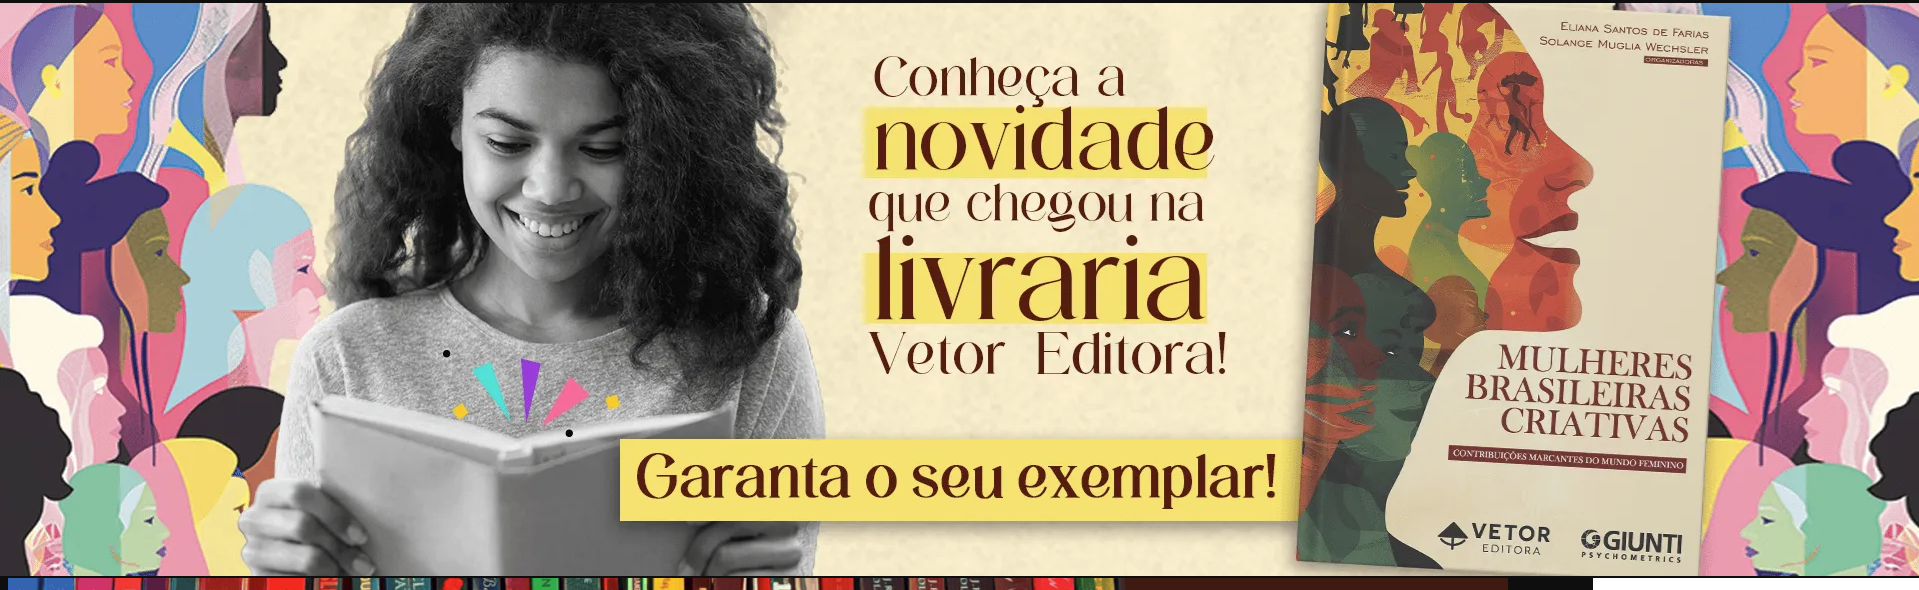 Conheça a
novidade
que chegou na
livraria
Vetor Editora!
Garanta o seu exemplar!
ELIANA SANTOS DE FARIAS
SOLANGE MUGLIA WECHSLER
ORGANIZADORAS
MULHERES
BRASILEIRAS
CRIATIVAS
CONTRIBUIÇÕES MARCANTES DO MUNDO FEMININO
VETOR
EDITORA
GIUNTI
PSYCHOMETRICS